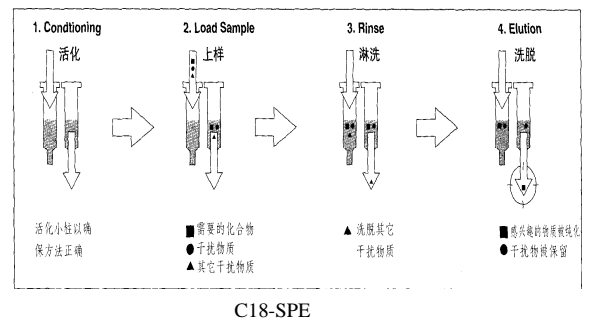 1. Condtioning
活化
2. Load Sample
上样
3. Rinse
淋洗
4. Elution
洗脱
活化小柱以确
保方法正确
需要的化合物
干扰物质
其它干扰物质
洗脱其它
干扰物质
感兴趣的物质被纯化
干扰物被保留
C18-SPE